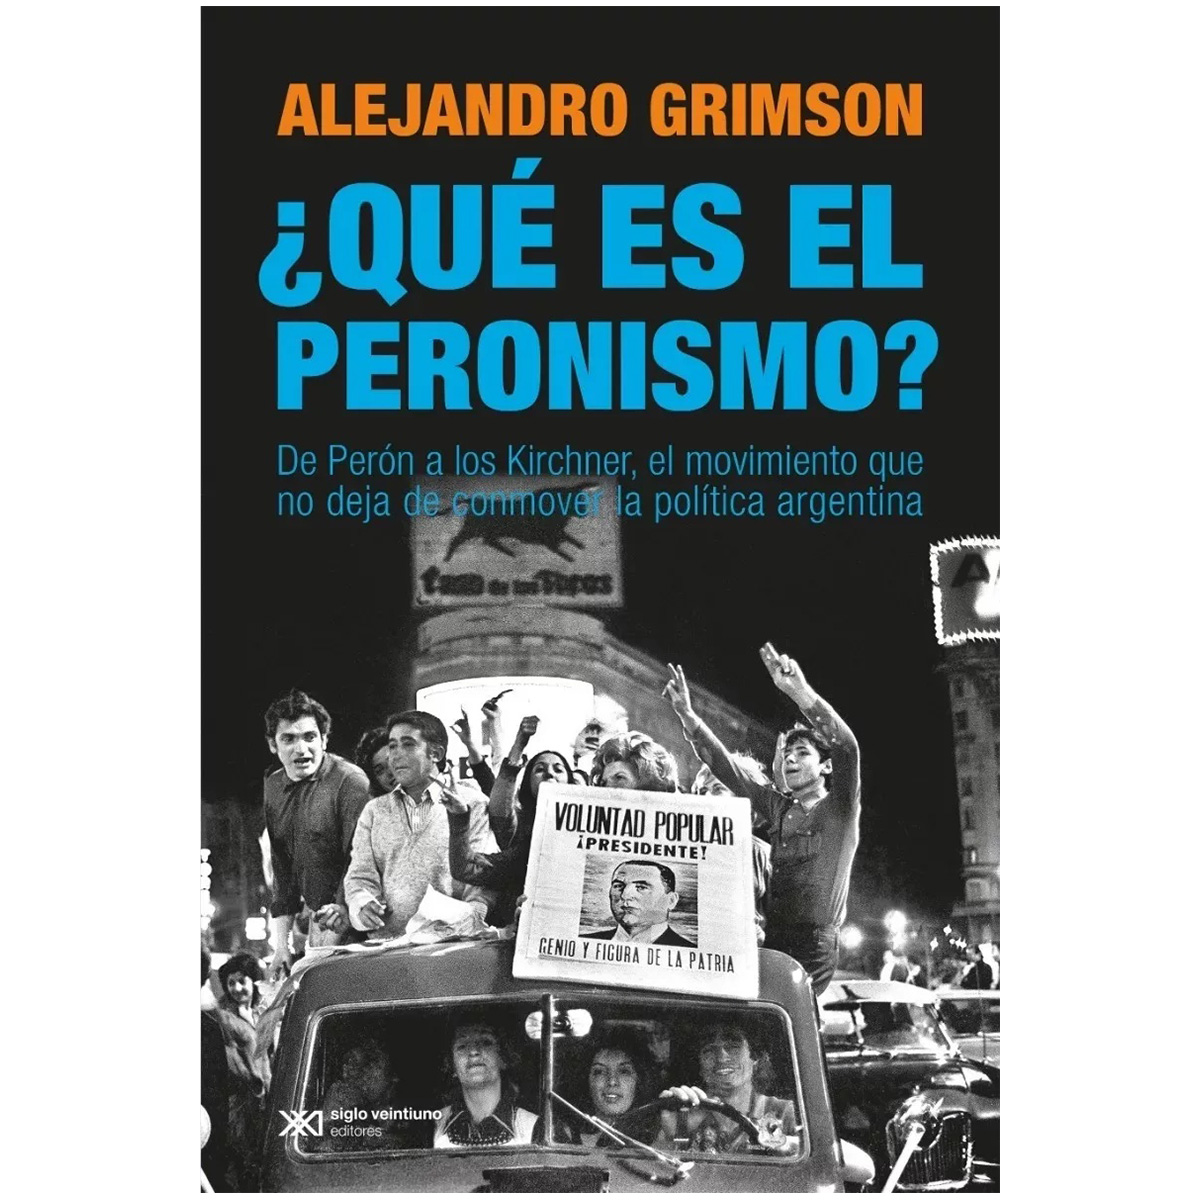 ALEJANDRO GRIMSON
¿QUÉ ES EL
PERONISMO?
De Perón a los Kirchner, el movimiento que
no deja de conmover la política argentina
VOLUNTAD POPULAR
¡PRESIDENTE!
GENIO Y FIGURA DE LA PATRIA
XXI
siglo veintiuno
editores